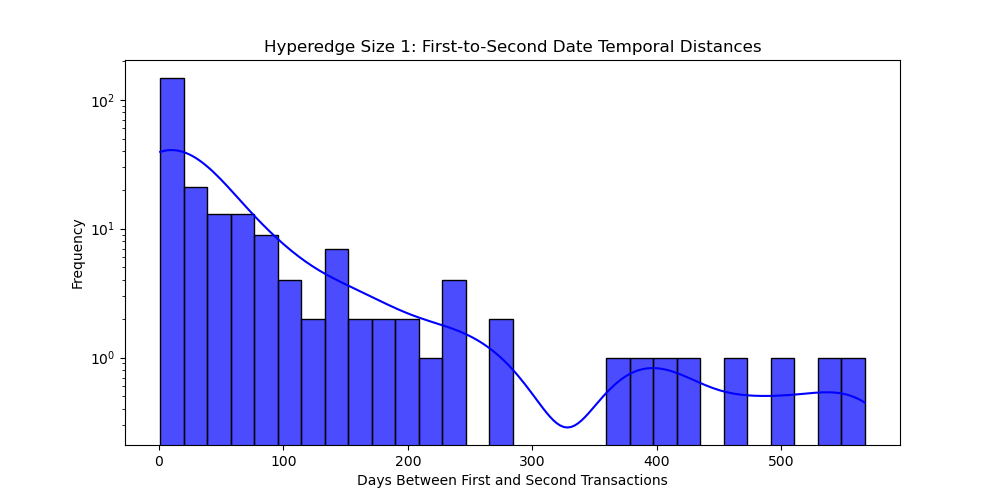 Hyperedge Size 1: First-to-Second Date Temporal Distances
Frequency
10²
10¹
10⁰
0 100 200 300 400 500
Days Between First and Second Transactions